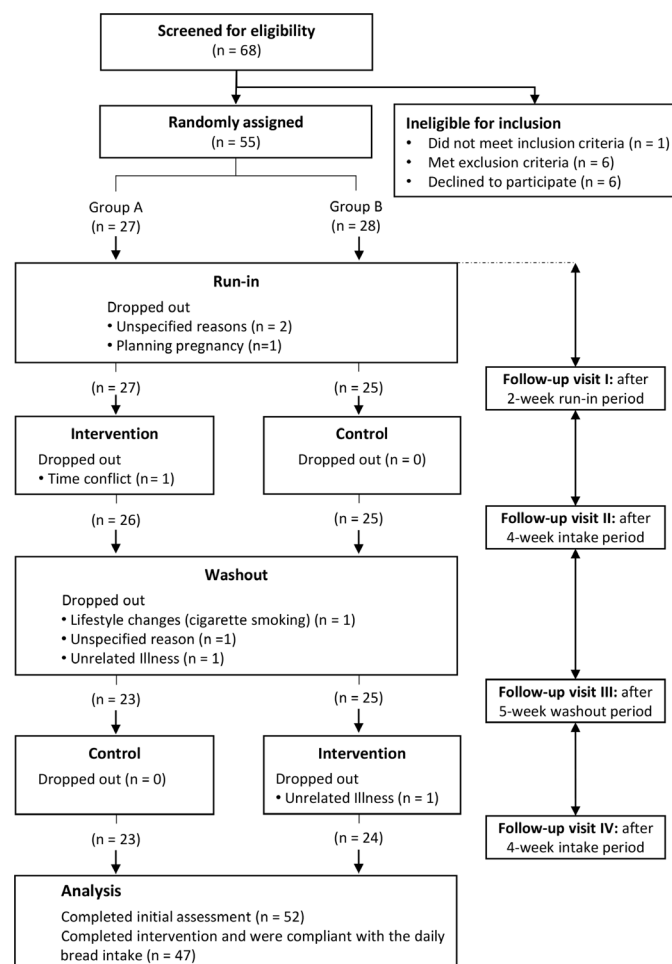 Screened for eligibility
(n = 68)
Randomly assigned
(n = 55)
Ineligible for inclusion
• Did not meet inclusion criteria (n = 1)
• Met exclusion criteria (n = 6)
• Declined to participate (n = 6)
Group A
(n = 27)
Group B
(n = 28)
Run-in
Dropped out
• Unspecified reasons (n = 2)
• Planning pregnancy (n=1)
(n = 27)
(n = 25)
Follow-up visit I: after
2-week run-in period
Intervention
Dropped out
• Time conflict (n = 1)
Control
Dropped out (n = 0)
(n = 26)
(n = 25)
Follow-up visit II: after
4-week intake period
Washout
Dropped out
• Lifestyle changes (cigarette smoking) (n = 1)
• Unspecified reason (n =1)
• Unrelated Illness (n = 1)
(n = 23)
(n = 25)
Follow-up visit III: after
5-week washout period
Control
Dropped out (n = 0)
Intervention
Dropped out
• Unrelated Illness (n = 1)
(n = 23)
(n = 24)
Follow-up visit IV: after
4-week intake period
Analysis
Completed initial assessment (n = 52)
Completed intervention and were compliant with the daily
bread intake (n = 47)